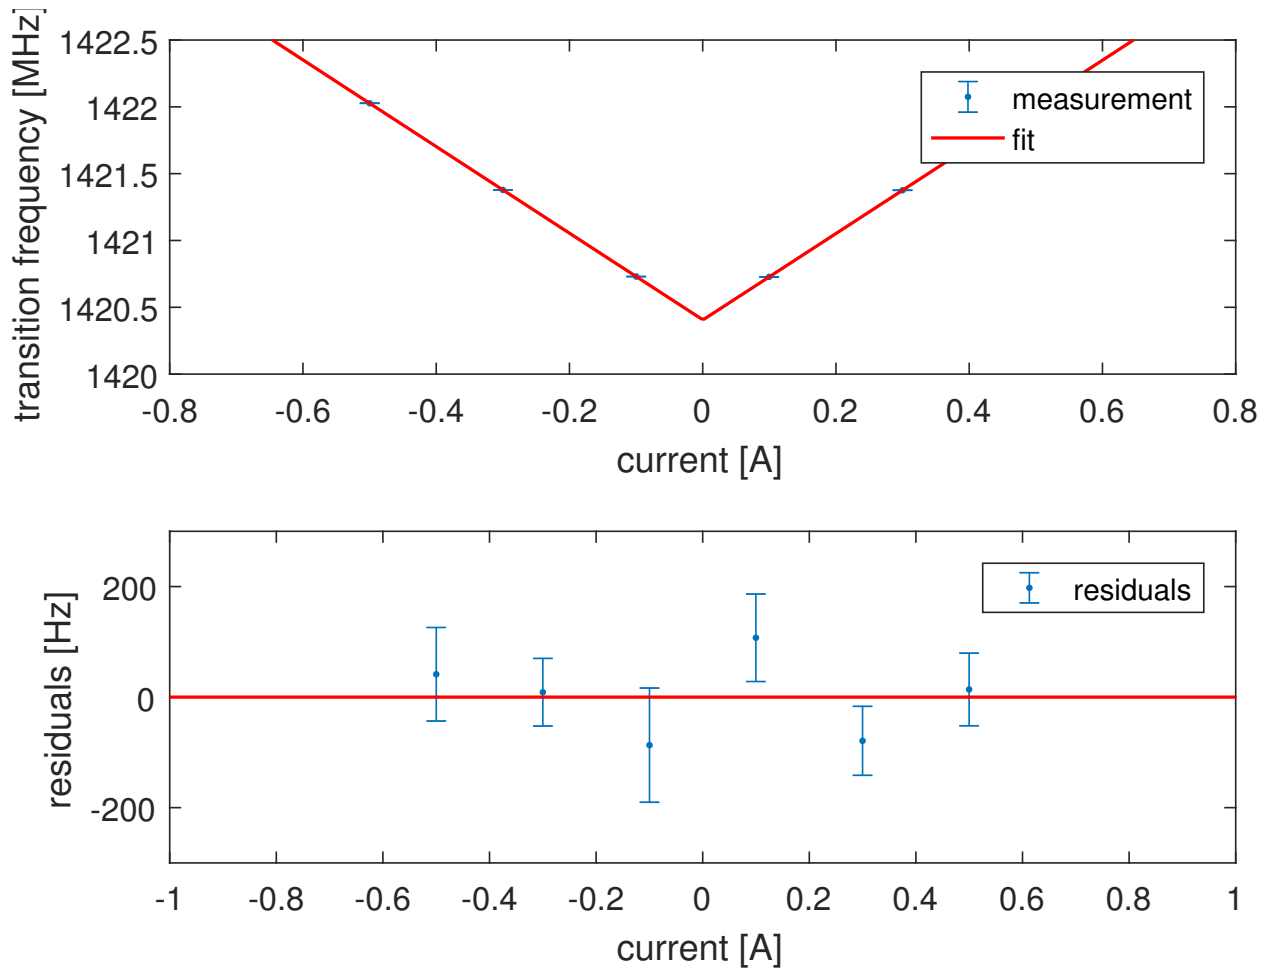 transition frequency [MHz]
1422.5
1422
1421.5
1421
1420.5
1420
measurement
fit
-0.8 -0.6 -0.4 -0.2 0 0.2 0.4 0.6 0.8
current [A]
residuals [Hz]
200
0
-200
residuals
-1 -0.8 -0.6 -0.4 -0.2 0 0.2 0.4 0.6 0.8 1
current [A]